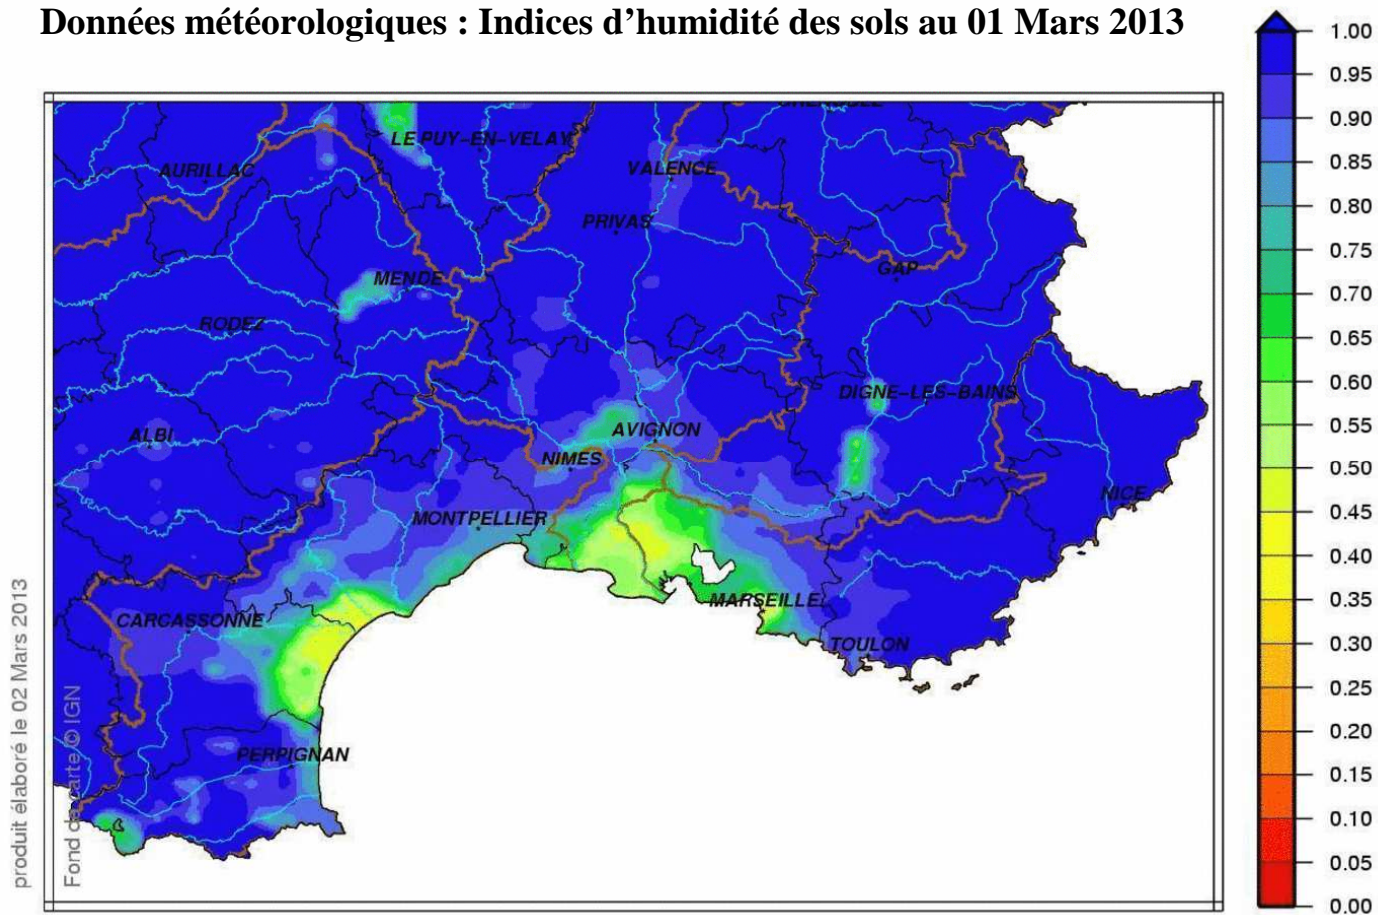 Données météorologiques : Indices d’humidité des sols au 01 Mars 2013
1.00
0.95
0.90
0.85
0.80
0.75
0.70
0.65
0.60
0.55
0.50
0.45
0.40
0.35
0.30
0.25
0.20
0.15
0.10
0.05
0.00
GRENOBLE
LE PUY-EN-VELAY
AURILLAC
VALENCE
PRIVAS
GAP
MENDE
RODEZ
DIGNE-LES-BAINS
ALBI
AVIGNON
NIMES
NICE
MONTPELLIER
MARSEILLE
CARCASSONNE
TOULON
PERPIGNAN
produit élaboré le 02 Mars 2013
Fond de carte © IGN